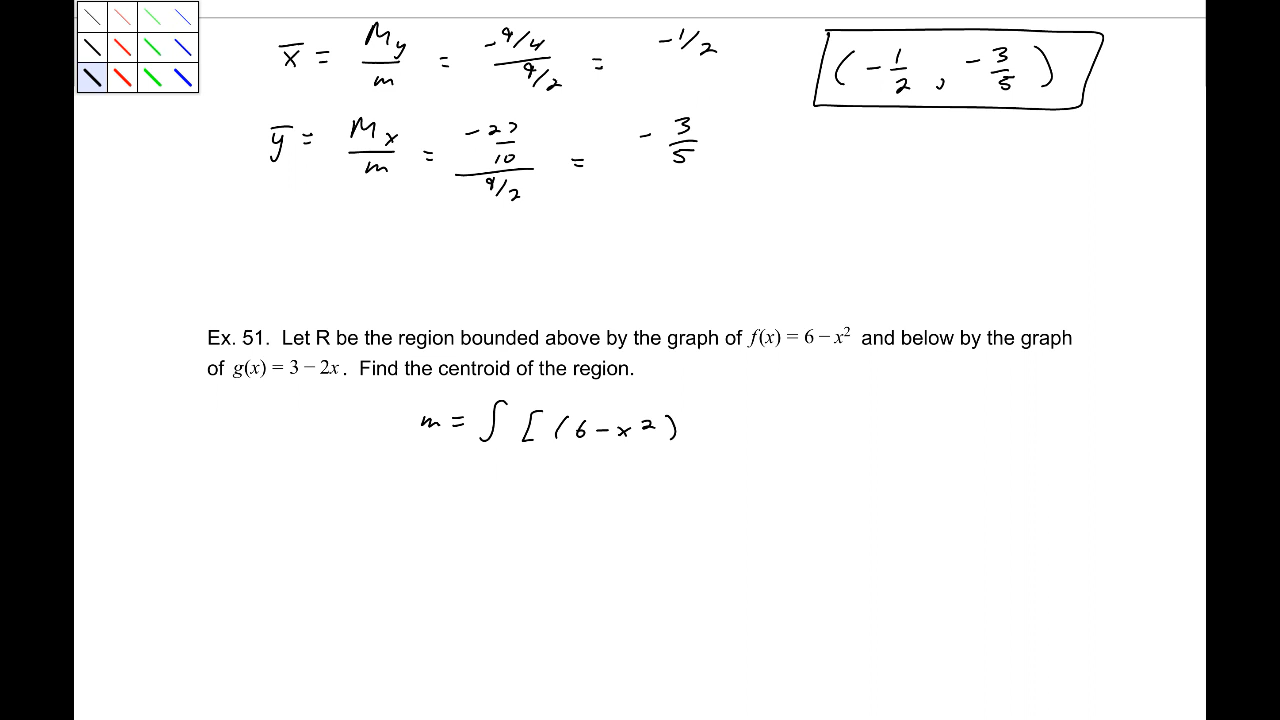 x̄ = My/m = (-9/4)/(9/2) = -1/2 (-1/2, -3/5)
ȳ = Mx/m = (-27/10)/(9/2) = -3/5
Ex. 51. Let R be the region bounded above by the graph of f(x) = 6 − x² and below by the graph
of g(x) = 3 − 2x. Find the centroid of the region.
m = ∫ [ (6 − x²)